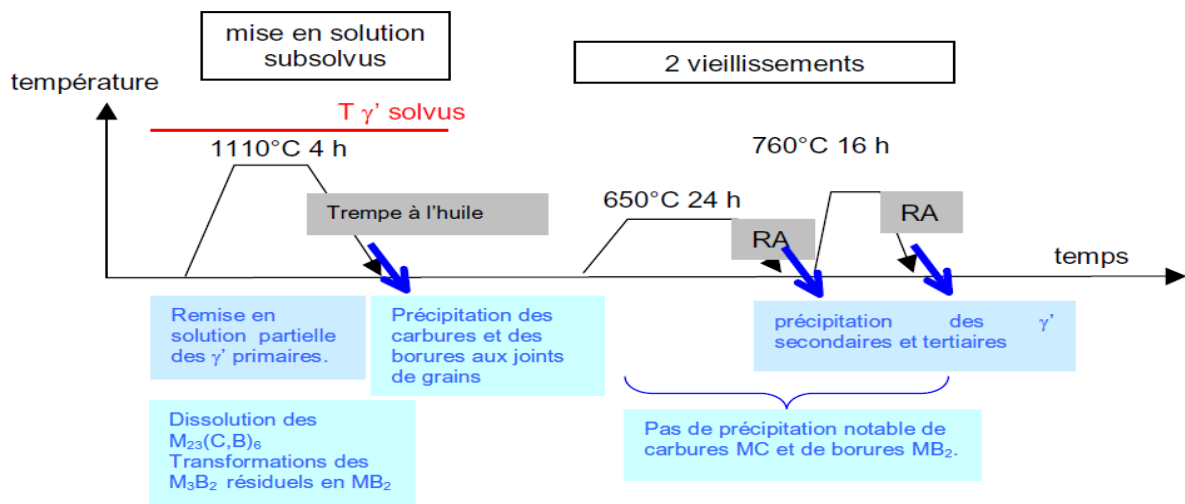 mise en solution
subsolvus
2 vieillissements
température
T γ' solvus
1110°C 4 h
760°C 16 h
650°C 24 h
Trempe à l'huile
RA
RA
temps
Remise en
solution partielle
des γ' primaires.
Précipitation des
carbures et des
borures aux joints
de grains
précipitation des γ'
secondaires et tertiaires
Dissolution des
M₂₃(C,B)₆
Transformations des
M₃B₂ résiduels en MB₂
Pas de précipitation notable de
carbures MC et de borures MB₂.